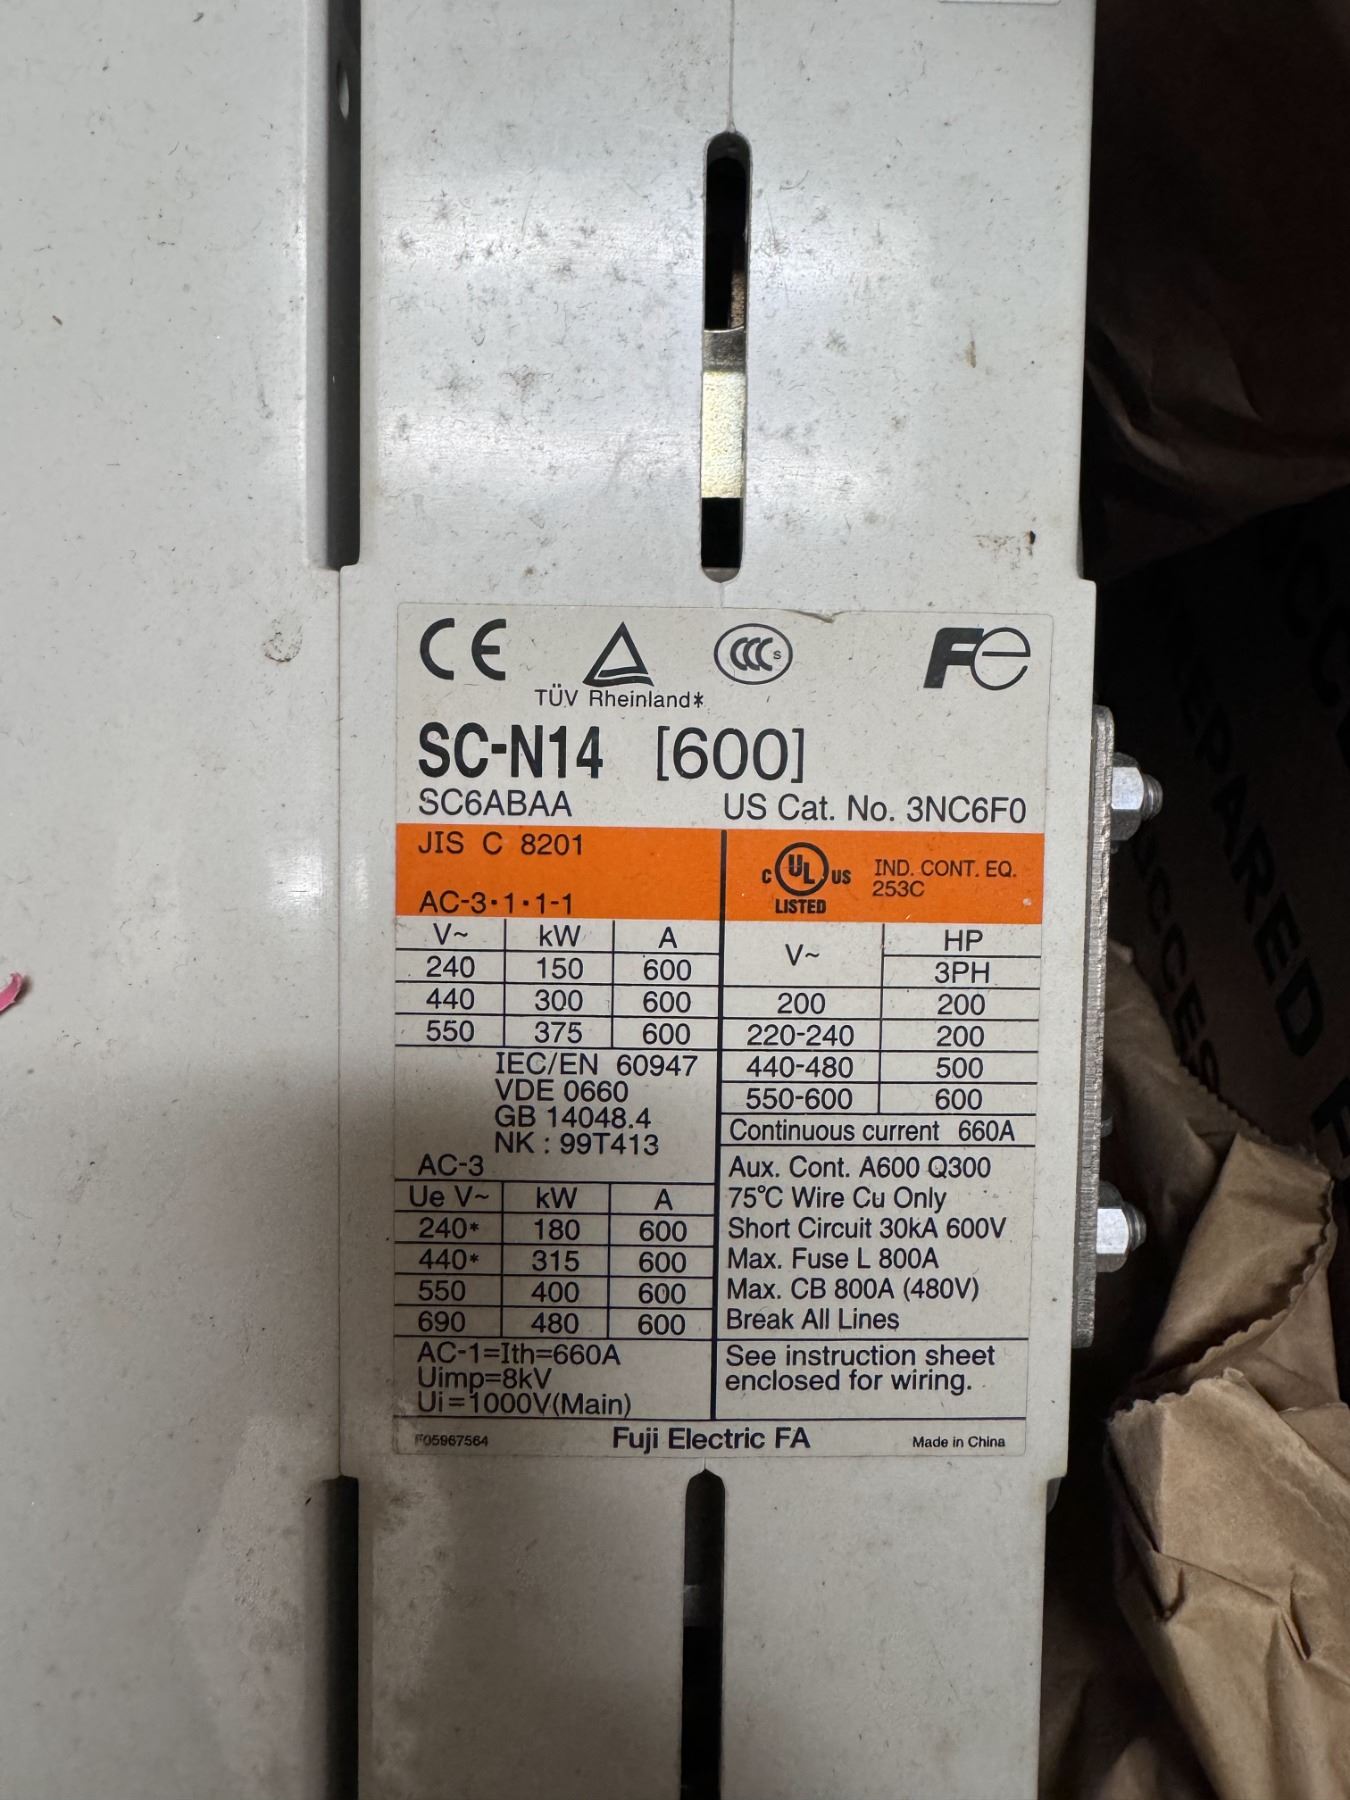 CE
TÜV Rheinland*
CCC S
Fe
SC-N14 [600]
SC6ABAA
US Cat. No. 3NC6F0
JIS C 8201
AC-3・1・1-1
V~ kW A
240 150 600
440 300 600
550 375 600
IEC/EN 60947
VDE 0660
GB 14048.4
NK : 99T413
AC-3
Ue V~ kW A
240* 180 600
440* 315 600
550 400 600
690 480 600
AC-1=Ith=660A
Uimp=8kV
Ui=1000V(Main)
C UL US
LISTED
IND. CONT. EQ.
253C
V~ HP
3PH
200 200
220-240 200
440-480 500
550-600 600
Continuous current 660A
Aux. Cont. A600 Q300
75℃ Wire Cu Only
Short Circuit 30kA 600V
Max. Fuse L 800A
Max. CB 800A (480V)
Break All Lines
See instruction sheet
enclosed for wiring.
F05967564
Fuji Electric FA
Made in China